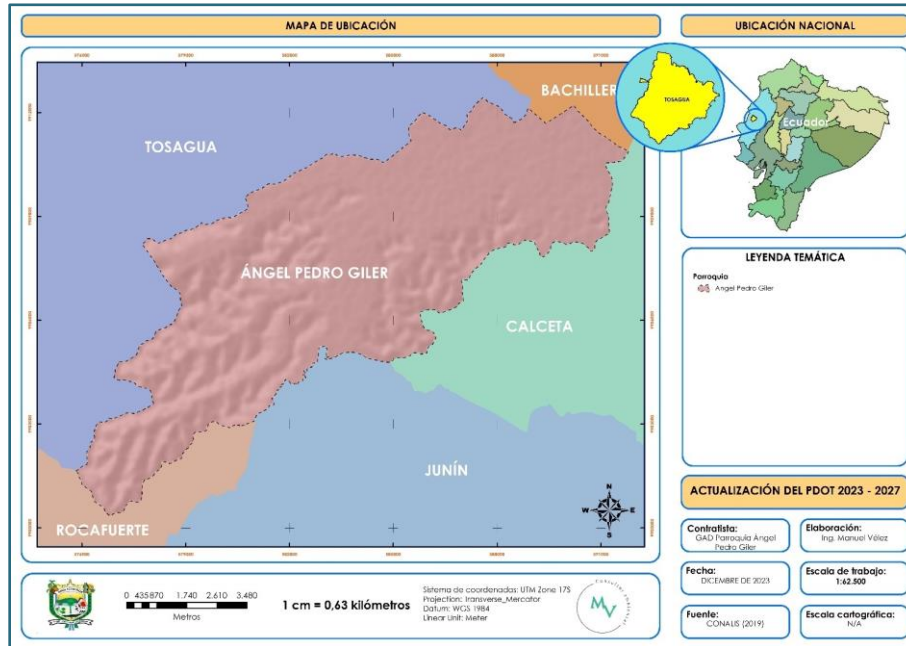 MAPA DE UBICACIÓN
UBICACIÓN NACIONAL
BACHILLER
TOSAGUA
TOSAGUA
Ecuador
ÁNGEL PEDRO GILER
CALCETA
JUNÍN
ROCAFUERTE
N
W E
S
LEYENDA TEMÁTICA
Parroquia
Angel Pedro Giler
ACTUALIZACIÓN DEL PDOT 2023 - 2027
Contratista:
GAD Parroquia Ángel
Pedro Giler
Elaboración:
Ing. Manuel Vélez
Fecha:
DICIEMBRE DE 2023
Escala de trabajo:
1:62.500
Fuente:
CONALIS (2019)
Escala cartográfica:
N/A
0 435870 1.740 2.610 3.480
Metros
1 cm = 0,63 kilómetros
Sistema de coordenadas: UTM Zone 17S
Projection: Transverse_Mercator
Datum: WGS 1984
Linear Unit: Meter
MV